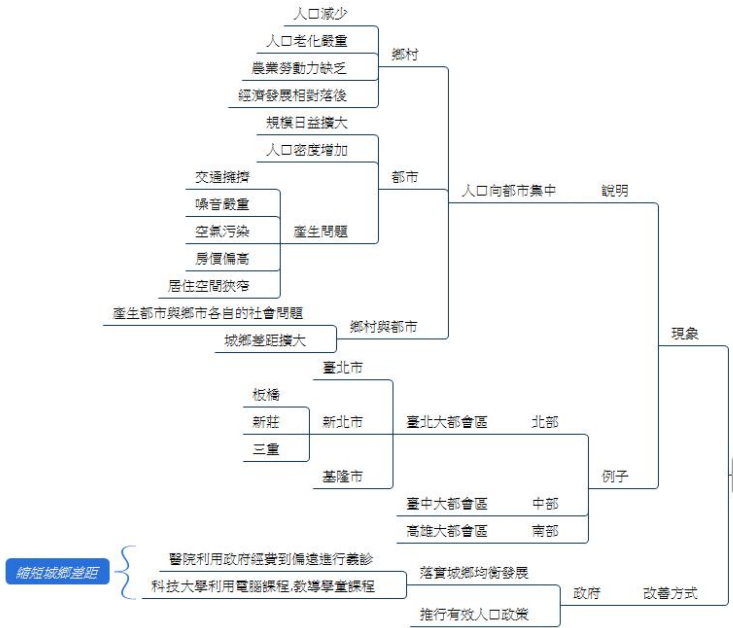 人口減少
人口老化嚴重
農業勞動力缺乏
經濟發展相對落後
鄉村
規模日益擴大
人口密度增加
都市
交通擁擠
噪音嚴重
空氣污染
房價偏高
居住空間狹窄
產生問題
人口向都市集中
說明
產生都市與鄉市各自的社會問題
城鄉差距擴大
鄉村與都市
現象
臺北市
板橋
新莊
三重
新北市
基隆市
臺北大都會區
北部
例子
臺中大都會區
中部
高雄大都會區
南部
縮短城鄉差距
醫院利用政府經費到偏遠進行義診
科技大學利用電腦課程,教導學童課程
落實城鄉均衡發展
推行有效人口政策
政府
改善方式